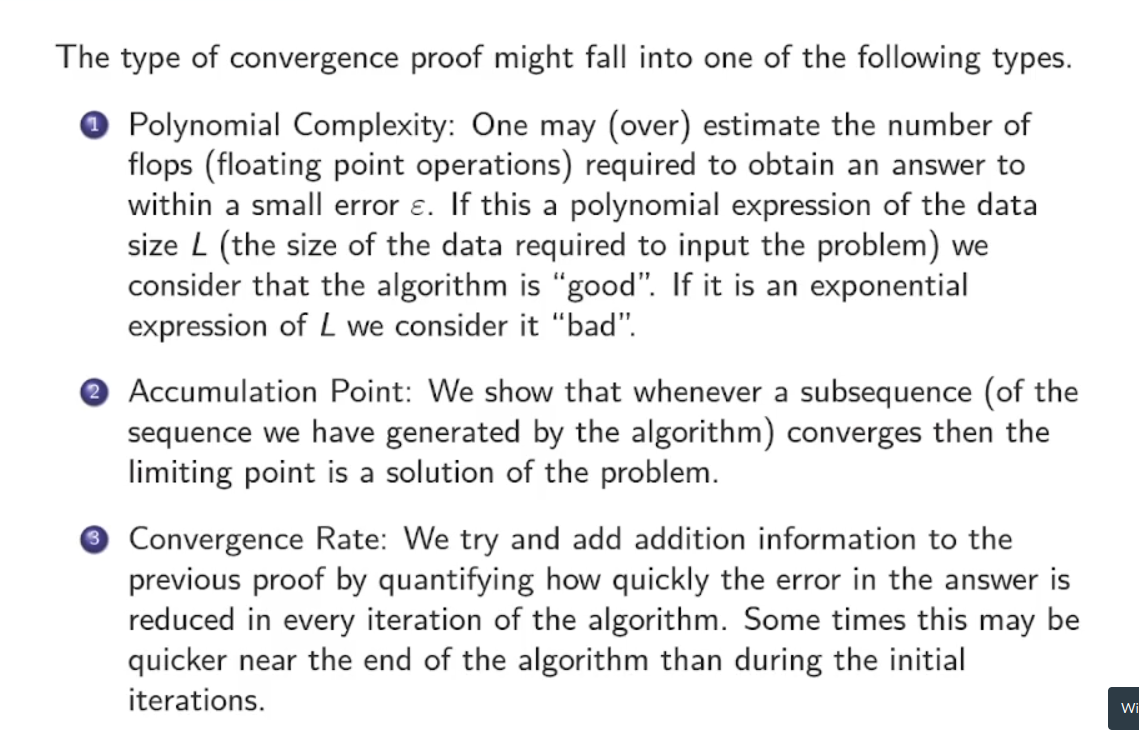 The type of convergence proof might fall into one of the following types.
1 Polynomial Complexity: One may (over) estimate the number of
flops (floating point operations) required to obtain an answer to
within a small error ε. If this a polynomial expression of the data
size L (the size of the data required to input the problem) we
consider that the algorithm is “good”. If it is an exponential
expression of L we consider it “bad”.
2 Accumulation Point: We show that whenever a subsequence (of the
sequence we have generated by the algorithm) converges then the
limiting point is a solution of the problem.
3 Convergence Rate: We try and add addition information to the
previous proof by quantifying how quickly the error in the answer is
reduced in every iteration of the algorithm. Some times this may be
quicker near the end of the algorithm than during the initial
iterations.
Wi